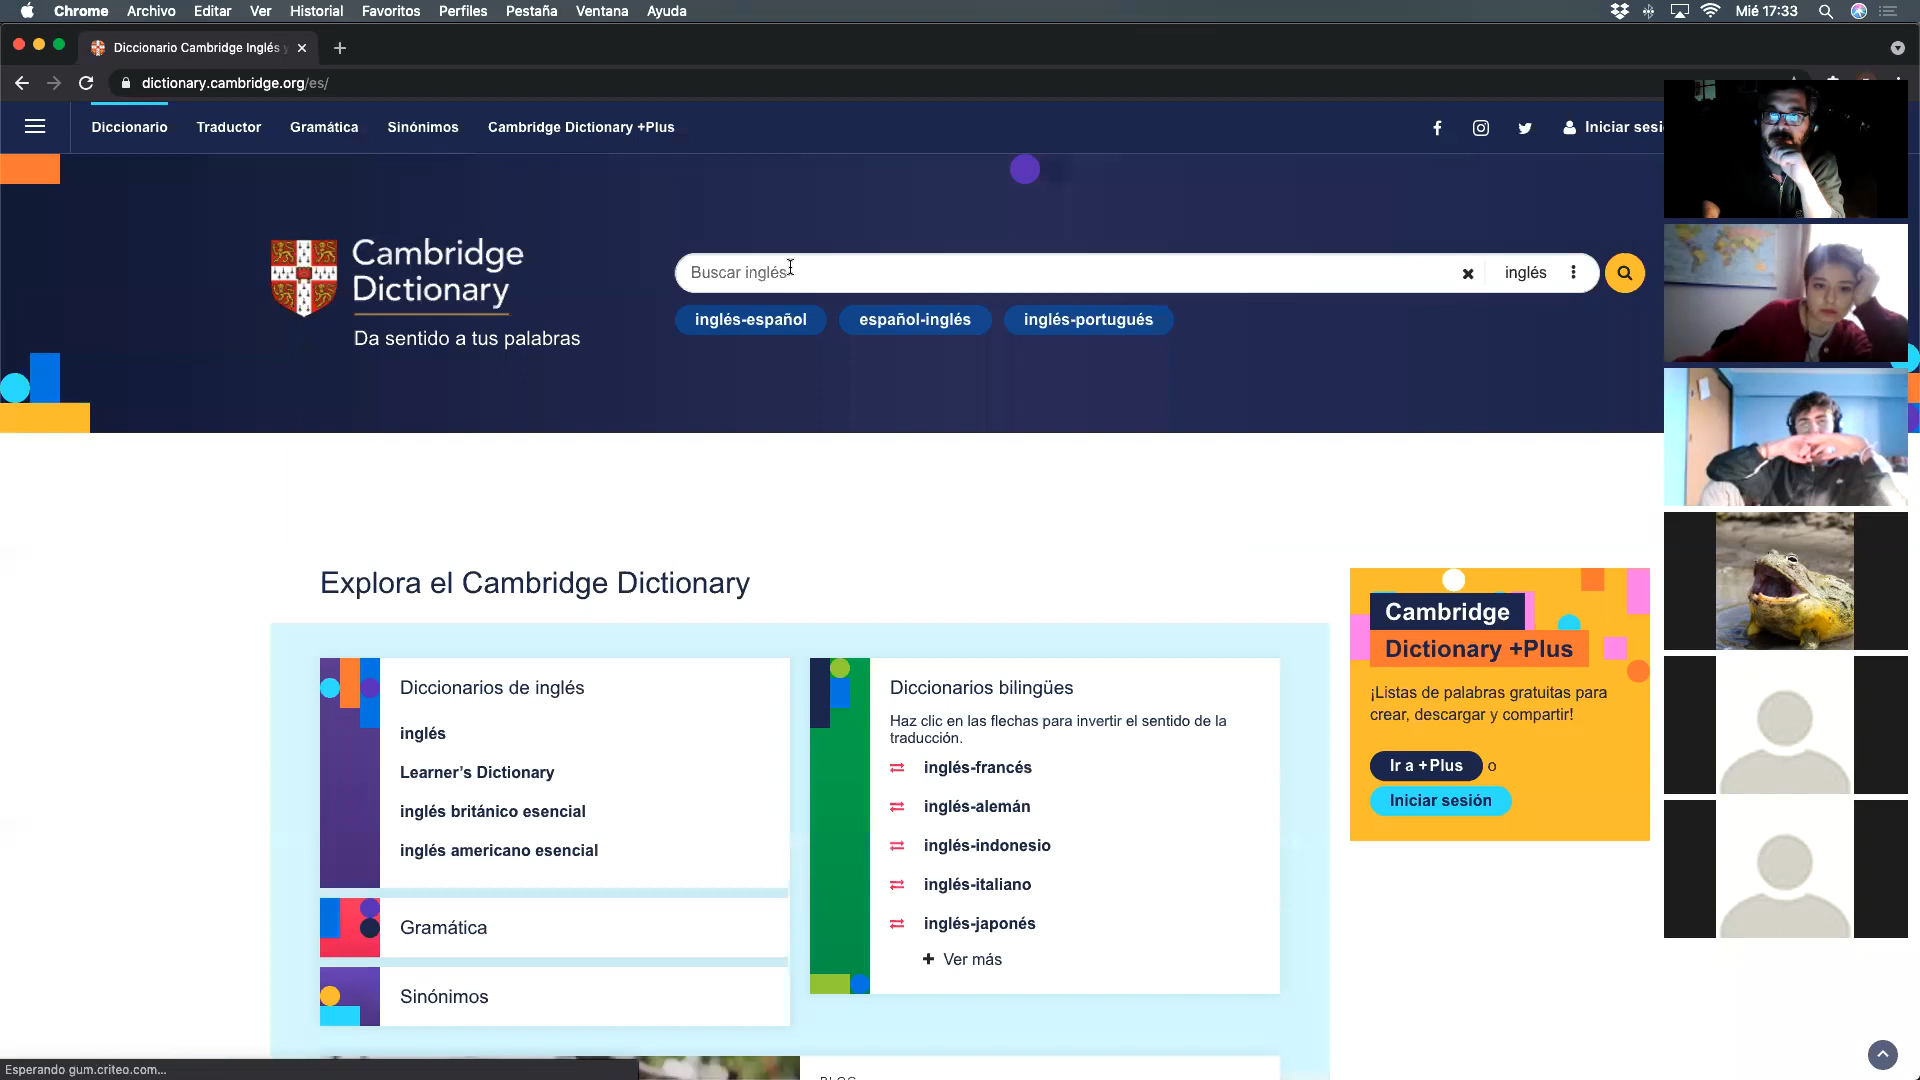 Chrome Archivo Editar Ver Historial Favoritos Perfiles Pestaña Ventana Ayuda
Mié 17:33
Diccionario Cambridge Inglés y
dictionary.cambridge.org/es/
Diccionario Traductor Gramática Sinónimos Cambridge Dictionary +Plus
Iniciar sesi
Cambridge
Dictionary
Da sentido a tus palabras
Buscar inglés
inglés
inglés-español español-inglés inglés-portugués
Explora el Cambridge Dictionary
Diccionarios de inglés
inglés
Learner's Dictionary
inglés británico esencial
inglés americano esencial
Gramática
Sinónimos
Diccionarios bilingües
Haz clic en las flechas para invertir el sentido de la
traducción.
inglés-francés
inglés-alemán
inglés-indonesio
inglés-italiano
inglés-japonés
Ver más
Cambridge
Dictionary +Plus
¡Listas de palabras gratuitas para
crear, descargar y compartir!
Ir a +Plus o
Iniciar sesión
Esperando gum.criteo.com...